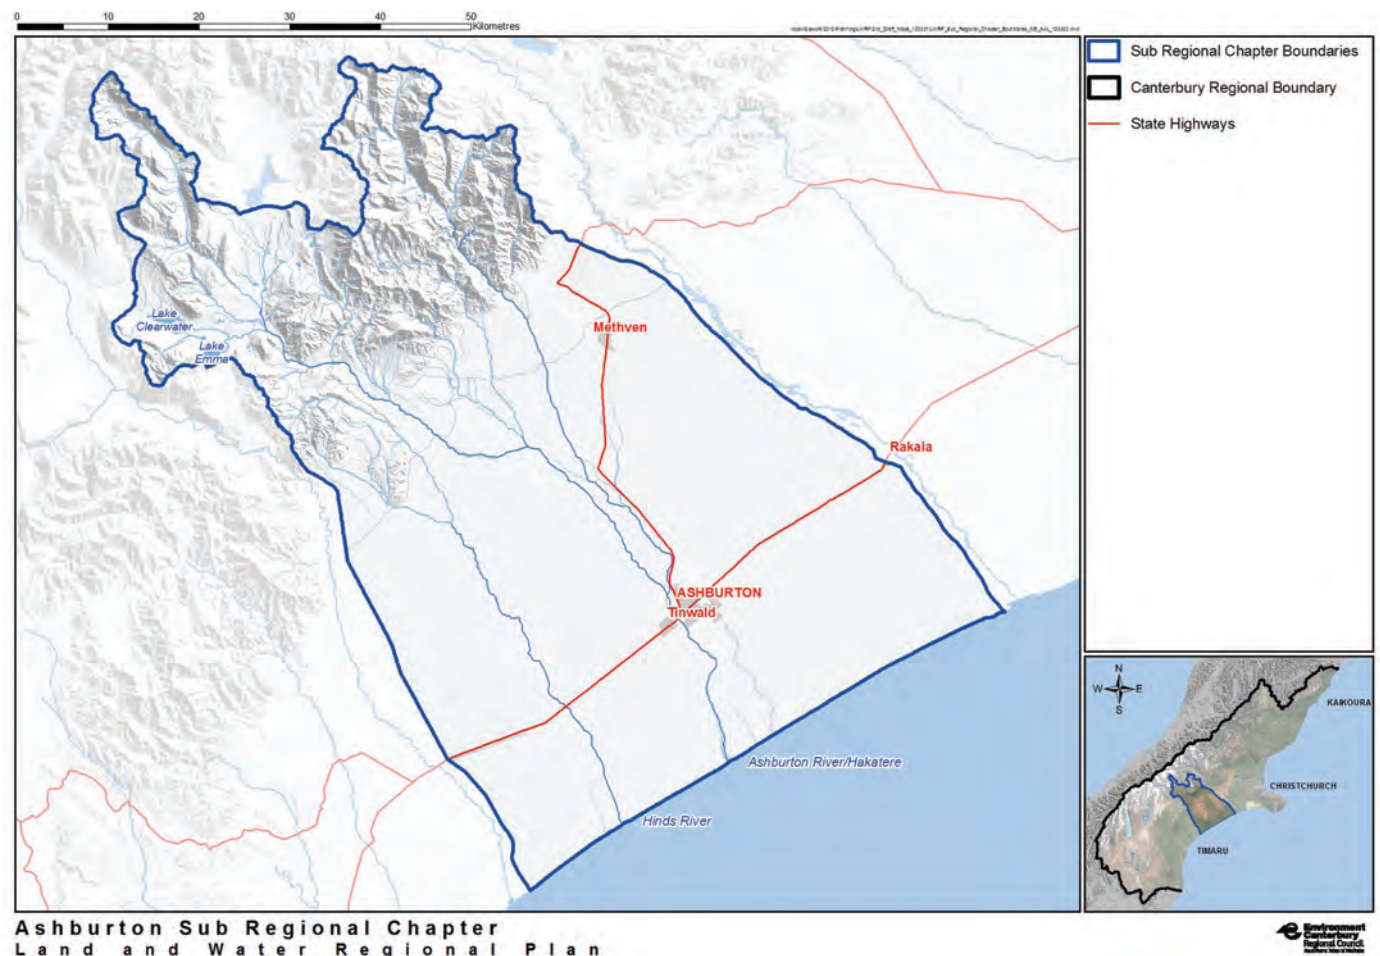 0 10 20 30 40 50
Kilometres
Sub Regional Chapter Boundaries
Canterbury Regional Boundary
State Highways
Lake
Clearwater
Lake
Emma
Methven
Rakaia
ASHBURTON
Tinwald
Ashburton River/Hakatere
Hinds River
N
W E
S
KAIKOURA
CHRISTCHURCH
TIMARU
Ashburton Sub Regional Chapter
Land and Water Regional Plan
Environment
Canterbury
Regional Council